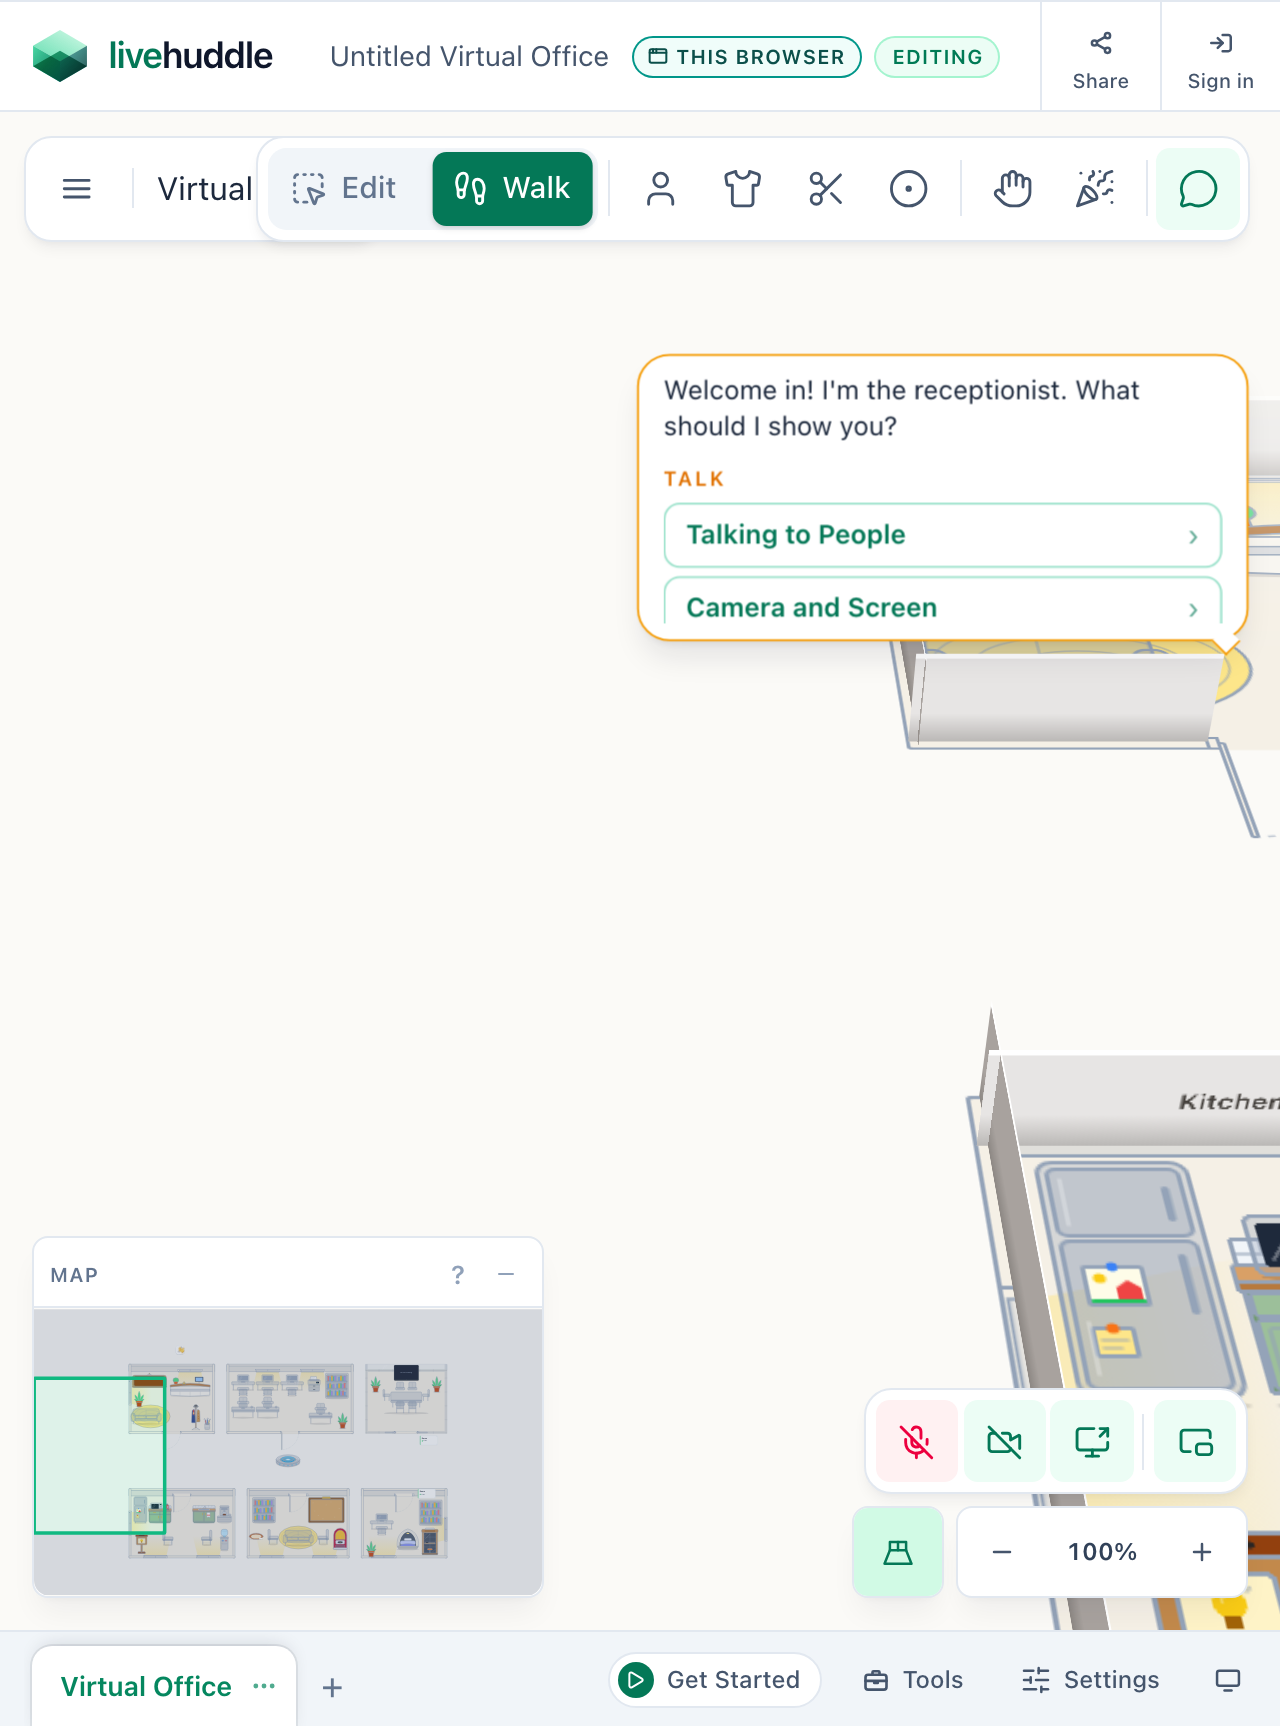 livehuddle
Untitled Virtual Office
THIS BROWSER
EDITING
Share
Sign in
Virtual
Edit
Walk
Welcome in! I'm the receptionist. What
should I show you?
TALK
Talking to People
Camera and Screen
Kitchen
MAP
?
100%
Virtual Office
Get Started
Tools
Settings